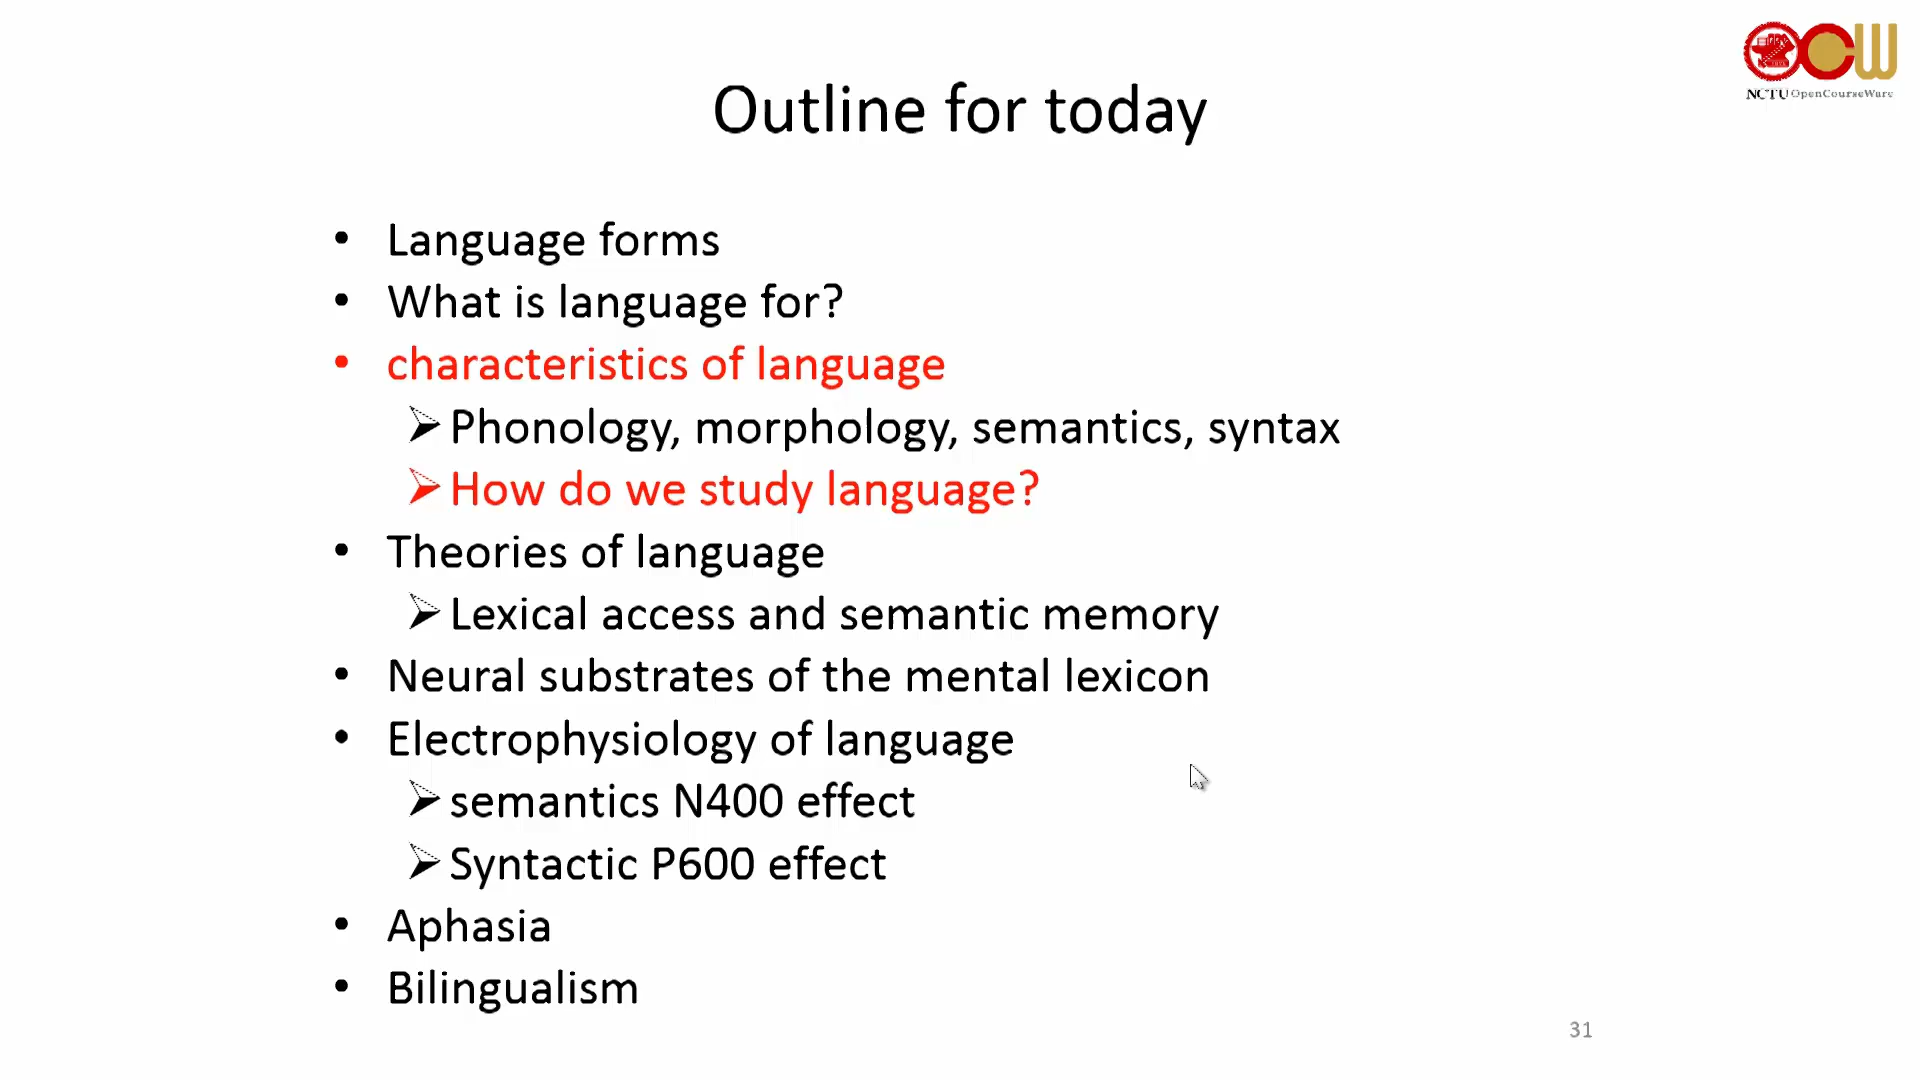 NCTU OpenCourseWare
Outline for today
• Language forms
• What is language for?
• characteristics of language
➢ Phonology, morphology, semantics, syntax
➢ How do we study language?
• Theories of language
➢ Lexical access and semantic memory
• Neural substrates of the mental lexicon
• Electrophysiology of language
➢ semantics N400 effect
➢ Syntactic P600 effect
• Aphasia
• Bilingualism
31